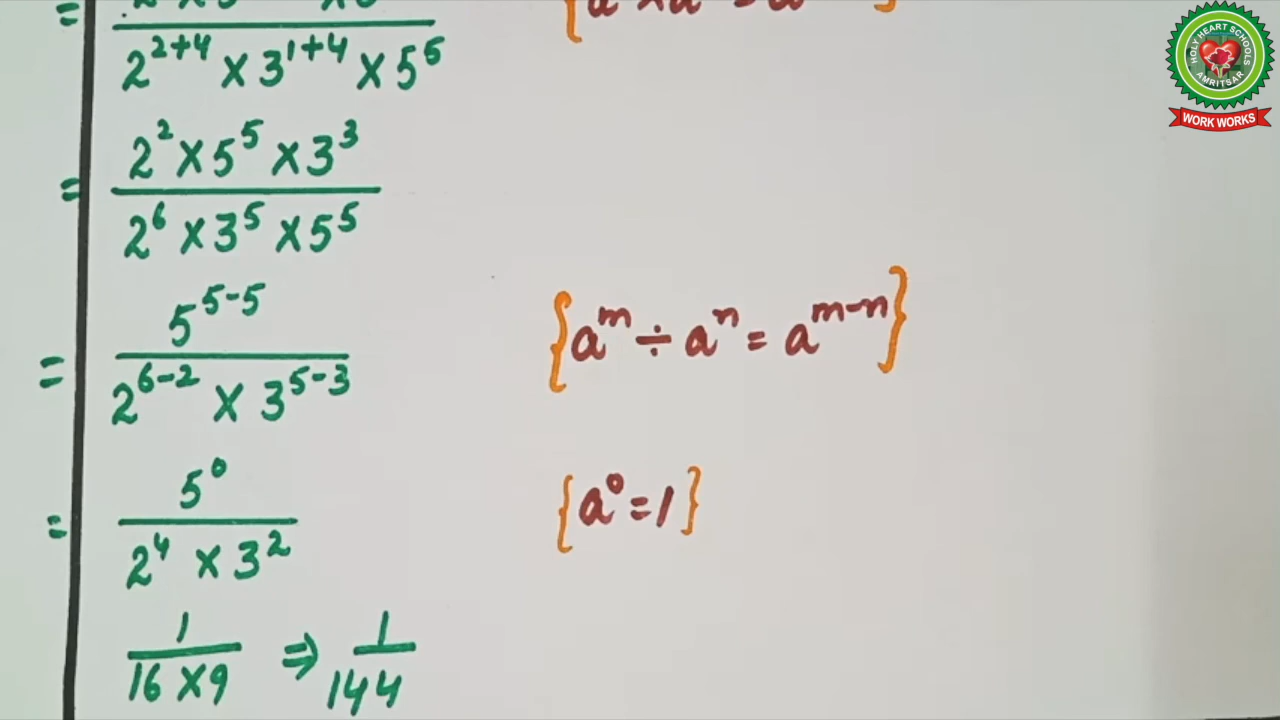 2^{2+4} × 3^{1+4} × 5^5
= 2^2 × 5^5 × 3^3
2^6 × 3^5 × 5^5
= 5^{5-5}
2^{6-2} × 3^{5-3}
{a^m ÷ a^n = a^{m-n}}
= 5^0
2^4 × 3^2
{a^0 = 1}
1 ⇒ 1
16 × 9 144
HOLY HEART SCHOOLS
AMRITSAR
WORK WORKS